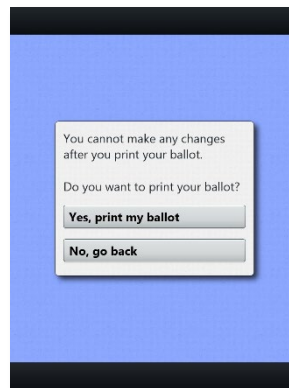 You cannot make any changes
after you print your ballot.
Do you want to print your ballot?
Yes, print my ballot
No, go back